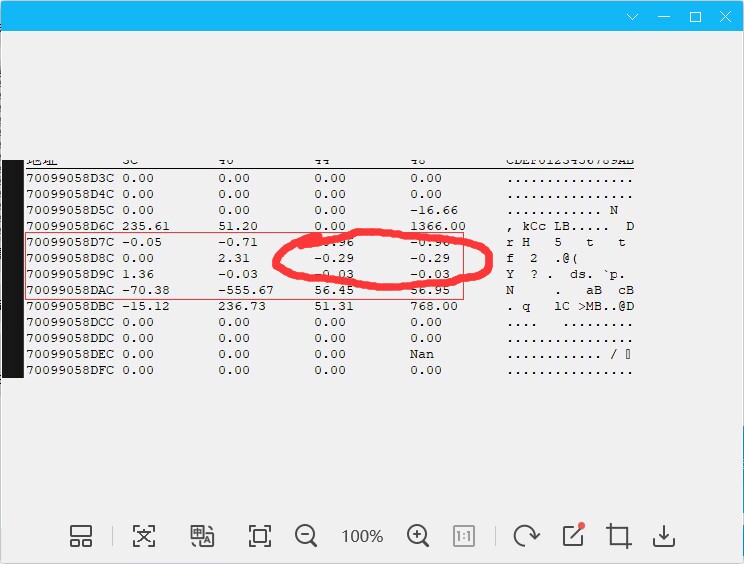 地址 3C 40 44 48 CDEF0123456789AB
70099058D3C 0.00 0.00 0.00 0.00 ................
70099058D4C 0.00 0.00 0.00 0.00 ................
70099058D5C 0.00 0.00 0.00 -16.66 ............ N
70099058D6C 235.61 51.20 0.00 1366.00 , kCcLB..... D
70099058D7C -0.05 -0.71 -0.96 -0.96 r H 5 t t
70099058D8C 0.00 2.31 -0.29 -0.29 f 2 .@(
70099058D9C 1.36 -0.03 -0.03 -0.03 Y?. ds. `p.
70099058DAC -70.38 -555.67 56.45 56.95 N . aB cB
70099058DBC -15.12 236.73 51.31 768.00 . q lC >MB..@D
70099058DCC 0.00 0.00 0.00 0.00 .... .........
70099058DDC 0.00 0.00 0.00 0.00 ................
70099058DEC 0.00 0.00 0.00 Nan ............ /
70099058DFC 0.00 0.00 0.00 0.00 ................
100% 1:1